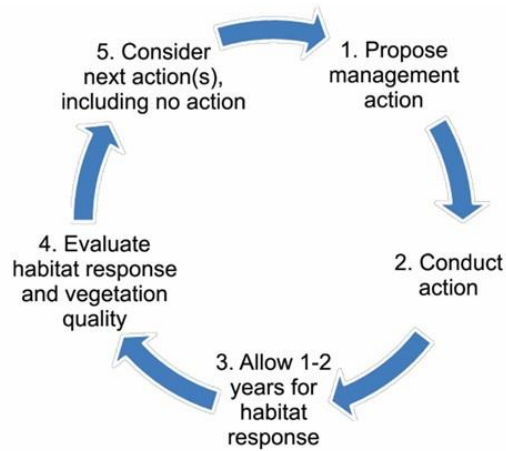 1. Propose
management
action
2. Conduct
action
3. Allow 1-2
years for
habitat
response
4. Evaluate
habitat response
and vegetation
quality
5. Consider
next action(s),
including no action